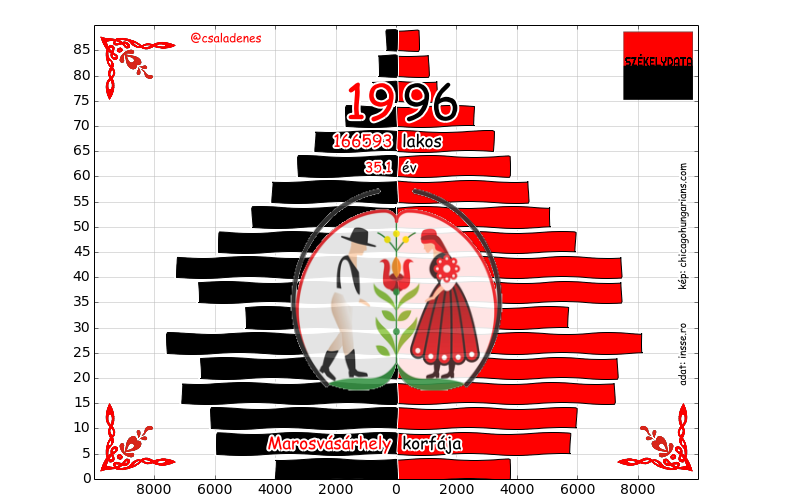 @csaladenes
SZÉKELYDATA
1996
166593 lakos
35.1 év
kép: chicagohungarians.com
adat: insse.ro
Marosvásárhely korfája
85
80
75
70
65
60
55
50
45
40
35
30
25
20
15
10
5
0
8000 6000 4000 2000 0 2000 4000 6000 8000